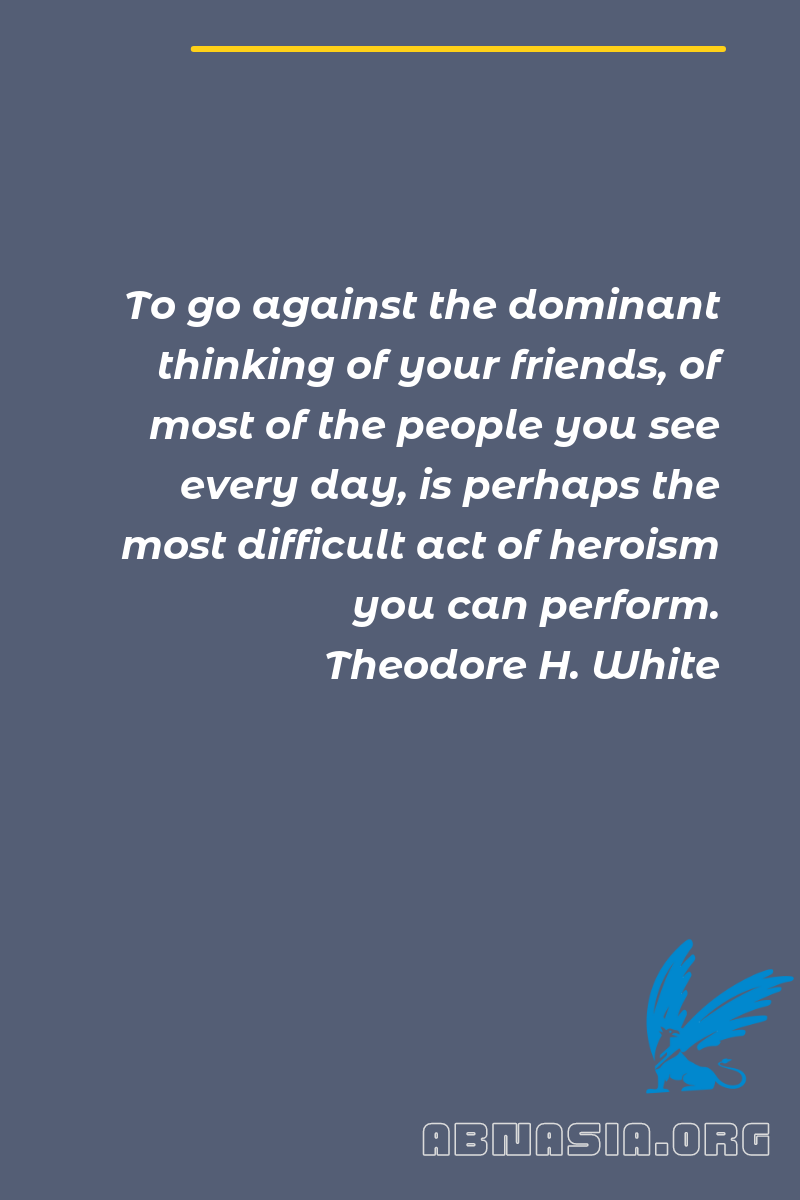 To go against the dominant
thinking of your friends, of
most of the people you see
every day, is perhaps the
most difficult act of heroism
you can perform.
Theodore H. White
ABNASIA.ORG